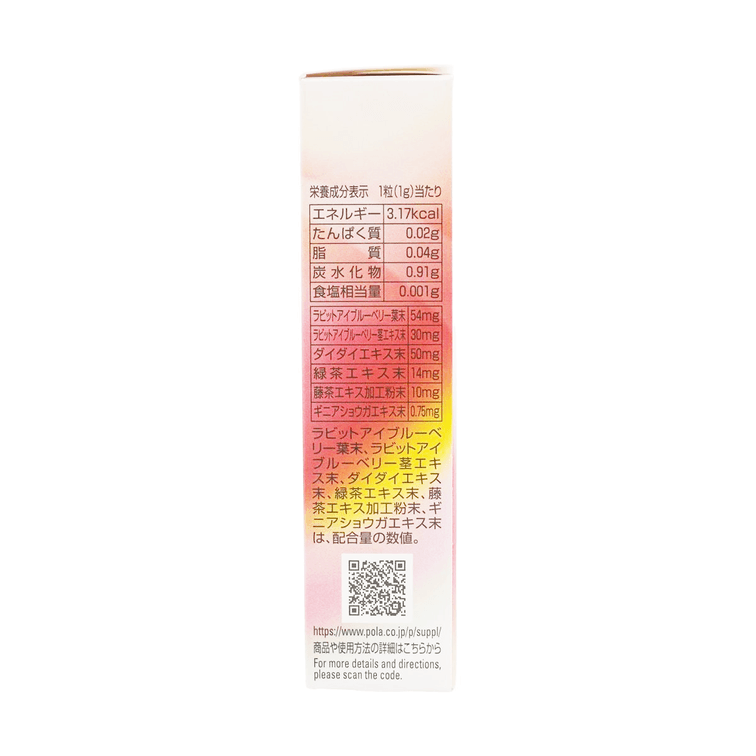 栄養成分表示 1粒(1g)当たり
エネルギー 3.17kcal
たんぱく質 0.02g
脂質 0.04g
炭水化物 0.91g
食塩相当量 0.001g
ラビットアイブルーベリー葉末 54mg
ラビットアイブルーベリー茎エキス末 30mg
ダイダイエキス末 50mg
緑茶エキス末 14mg
藤茶エキス加工粉末 10mg
ギニアショウガエキス末 0.75mg
ラビットアイブルーベ
リー葉末、ラビットアイ
ブルーベリー茎エキ
ス末、ダイダイエキス
末、緑茶エキス末、藤
茶エキス加工粉末、ギ
ニアショウガエキス末
は、配合量の数値。
https://www.pola.co.jp/p/suppl/
商品や使用方法の詳細はこちらから
For more details and directions,
please scan the code.